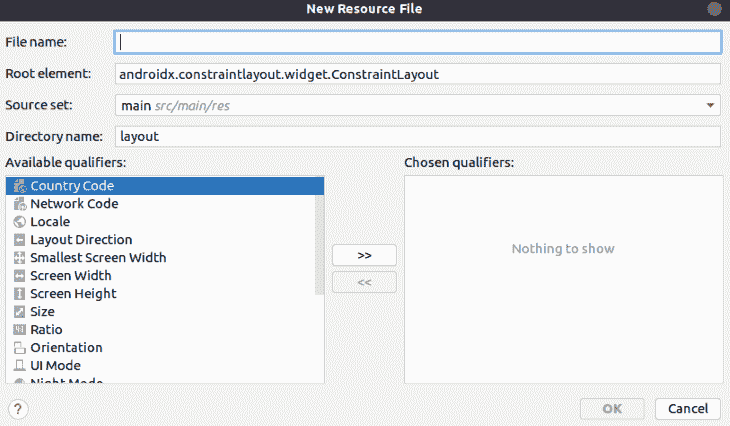 New Resource File
File name:
Root element: androidx.constraintlayout.widget.ConstraintLayout
Source set: main src/main/res
Directory name: layout
Available qualifiers: Chosen qualifiers:
Country Code
Network Code
Locale
Layout Direction
Smallest Screen Width
Screen Width
Screen Height
Size
Ratio
Orientation
UI Mode
Night Mode
>>
<<
Nothing to show
? OK Cancel